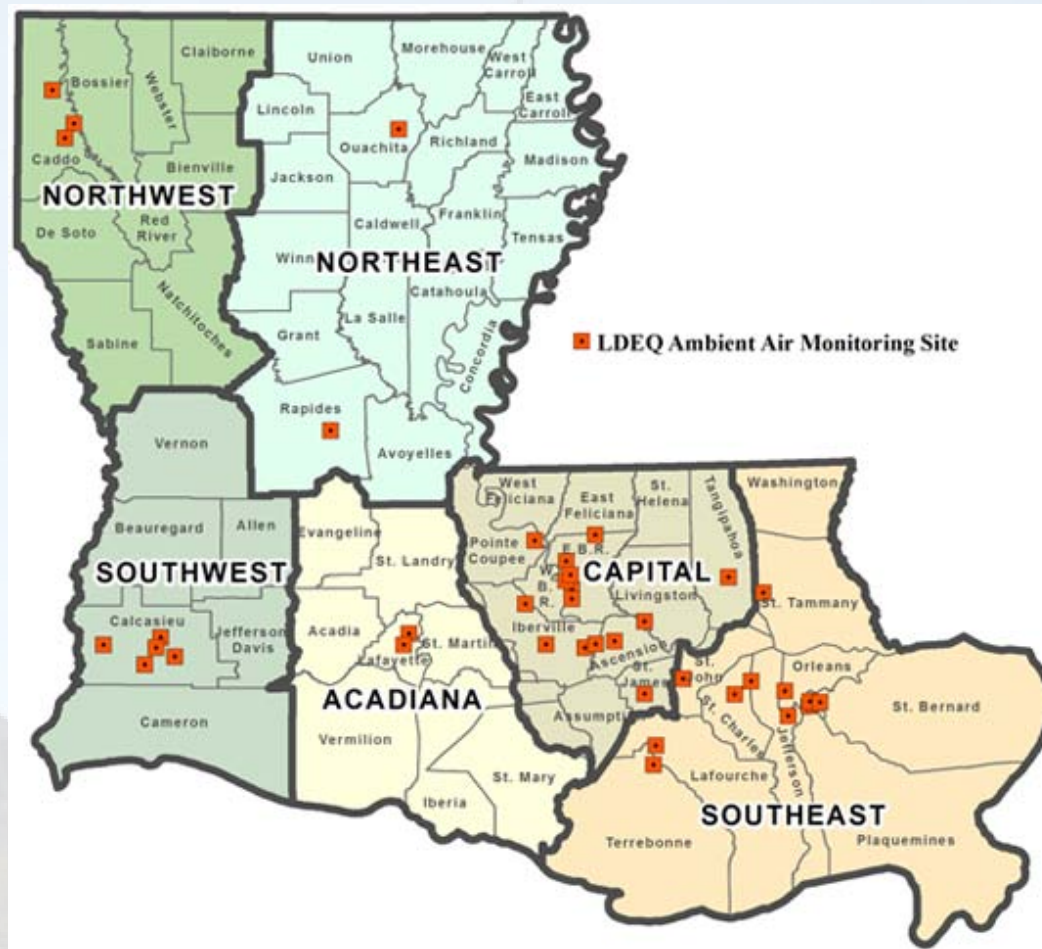 Claiborne
Bossier
Webster
Caddo
Bienville
NORTHWEST
De Soto
Red
River
Natchitoches
Sabine
Union
Morehouse
West
Carroll
East
Carroll
Lincoln
Ouachita
Richland
Madison
Jackson
Caldwell
Franklin
Tensas
Winn
NORTHEAST
Catahoula
La Salle
Grant
Concordia
Rapides
Avoyelles
LDEQ Ambient Air Monitoring Site
Vernon
Beauregard
Allen
SOUTHWEST
Calcasieu
Jefferson
Davis
Cameron
Evangeline
St. Landry
Acadia
Lafayette
St. Martin
ACADIANA
Vermilion
St. Mary
Iberia
West
Feliciana
East
Feliciana
St.
Helena
Tangipahoa
Pointe
Coupee
E.B.R.
W.
B.
R.
CAPITAL
Livingston
Iberville
Ascension
St.
James
Assumption
Washington
St. Tammany
St.
John
Orleans
St. Charles
Jefferson
St. Bernard
Lafourche
SOUTHEAST
Terrebonne
Plaquemines